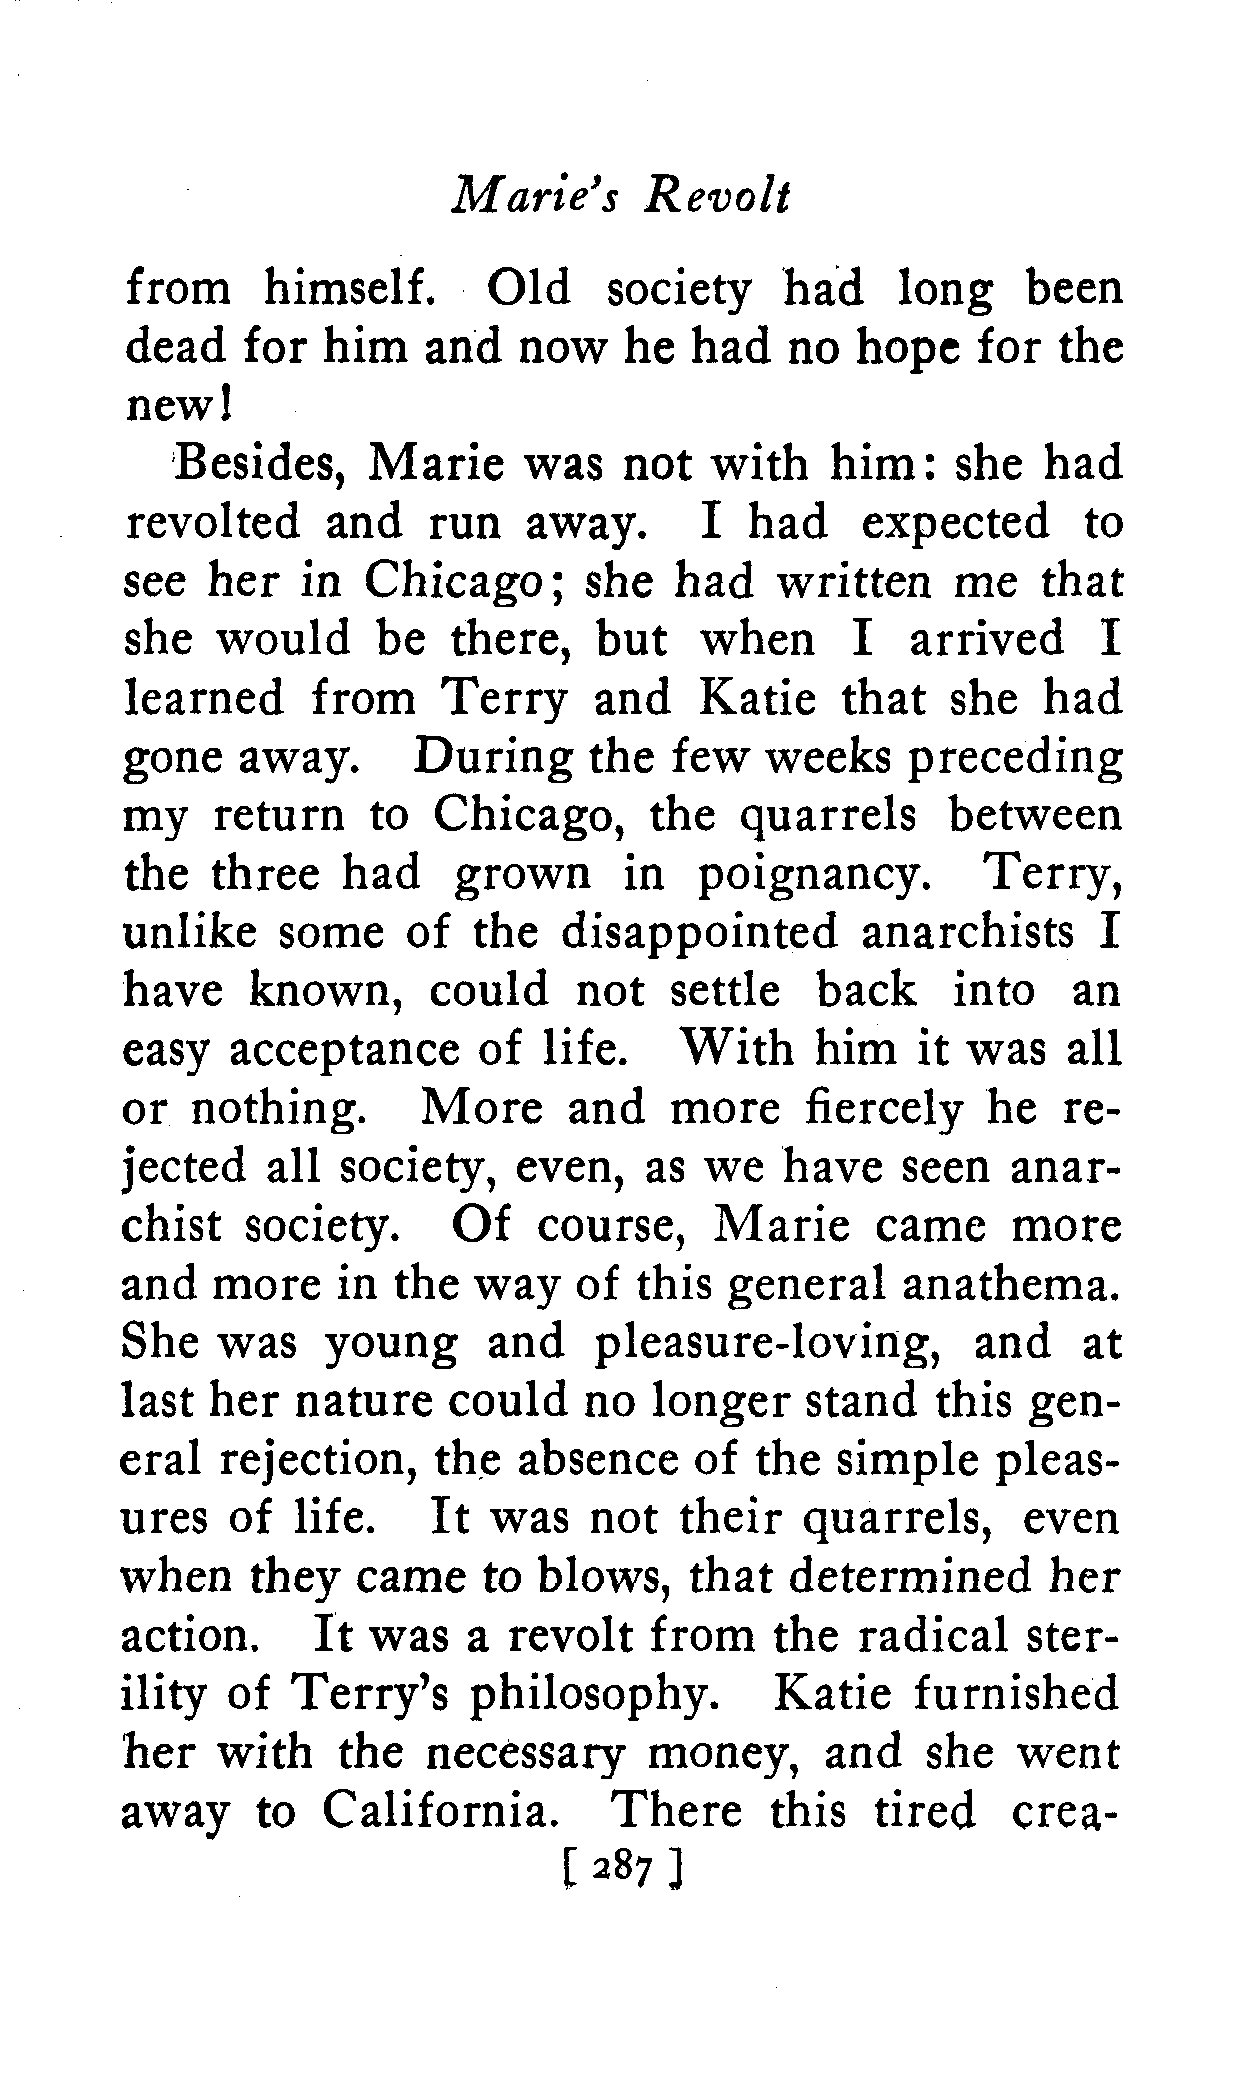 Marie's Revolt
from himself. Old society had long been
dead for him and now he had no hope for the
new!
Besides, Marie was not with him: she had
revolted and run away. I had expected to
see her in Chicago; she had written me that
she would be there, but when I arrived I
learned from Terry and Katie that she had
gone away. During the few weeks preceding
my return to Chicago, the quarrels between
the three had grown in poignancy. Terry,
unlike some of the disappointed anarchists I
have known, could not settle back into an
easy acceptance of life. With him it was all
or nothing. More and more fiercely he re-
jected all society, even, as we have seen anar-
chist society. Of course, Marie came more
and more in the way of this general anathema.
She was young and pleasure-loving, and at
last her nature could no longer stand this gen-
eral rejection, the absence of the simple pleas-
ures of life. It was not their quarrels, even
when they came to blows, that determined her
action. It was a revolt from the radical ster-
ility of Terry's philosophy. Katie furnished
her with the necessary money, and she went
away to California. There this tired crea-
[ 287 ]